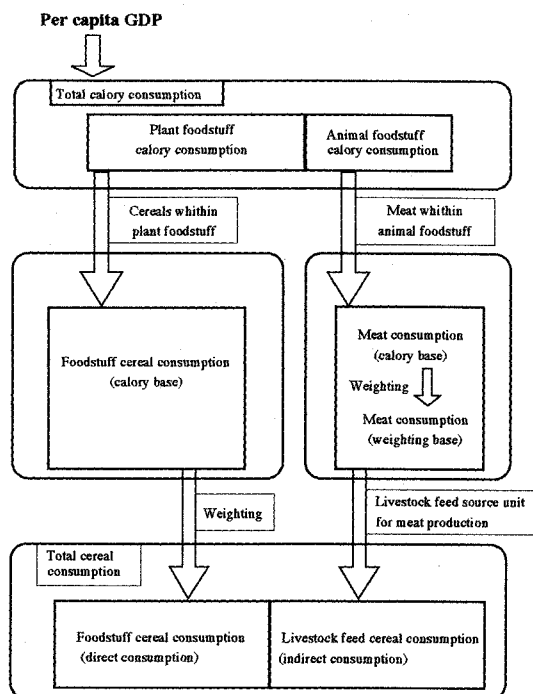 Per capita GDP
Total calory consumption
Plant foodstuff
calory consumption
Animal foodstuff
calory consumption
Cereals whithin
plant foodstuff
Meat whithin
animal foodstuff
Foodstuff cereal consumption
(calory base)
Meat consumption
(calory base)
Weighting
Meat consumption
(weighting base)
Weighting
Livestock feed source unit
for meat production
Total cereal
consumption
Foodstuff cereal consumption
(direct consumption)
Livestock feed cereal consumption
(indirect consumption)